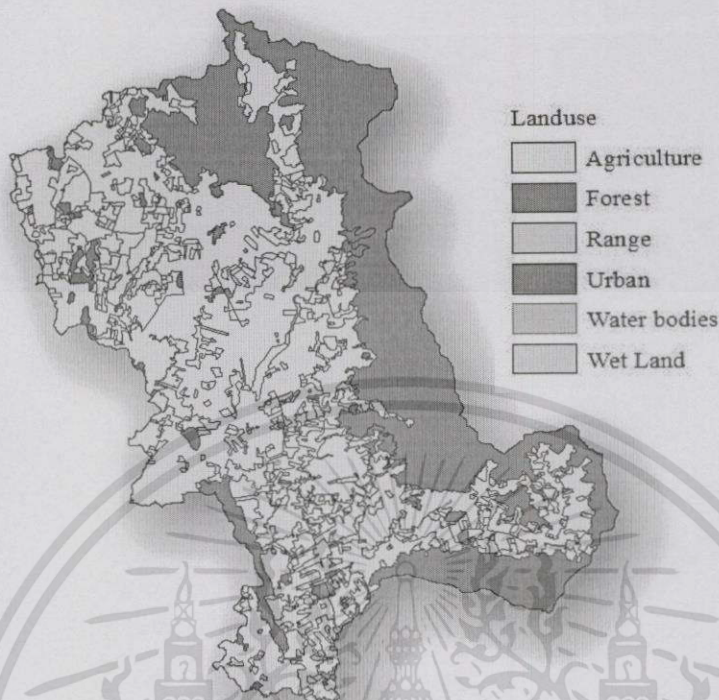 Landuse
Agriculture
Forest
Range
Urban
Water bodies
Wet Land